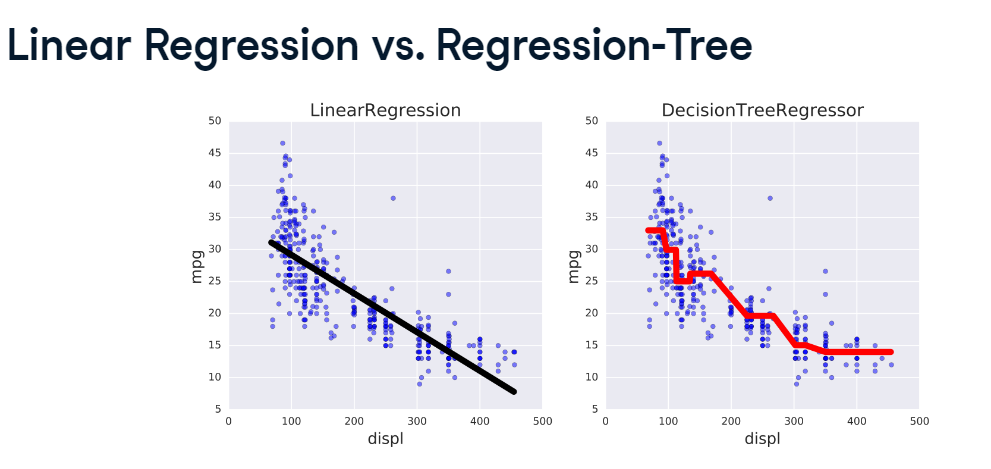 Linear Regression vs. Regression-Tree
LinearRegression
50
45
40
35
30
25
20
15
10
5
mpg
0 100 200 300 400 500
displ
DecisionTreeRegressor
50
45
40
35
30
25
20
15
10
5
mpg
0 100 200 300 400 500
displ